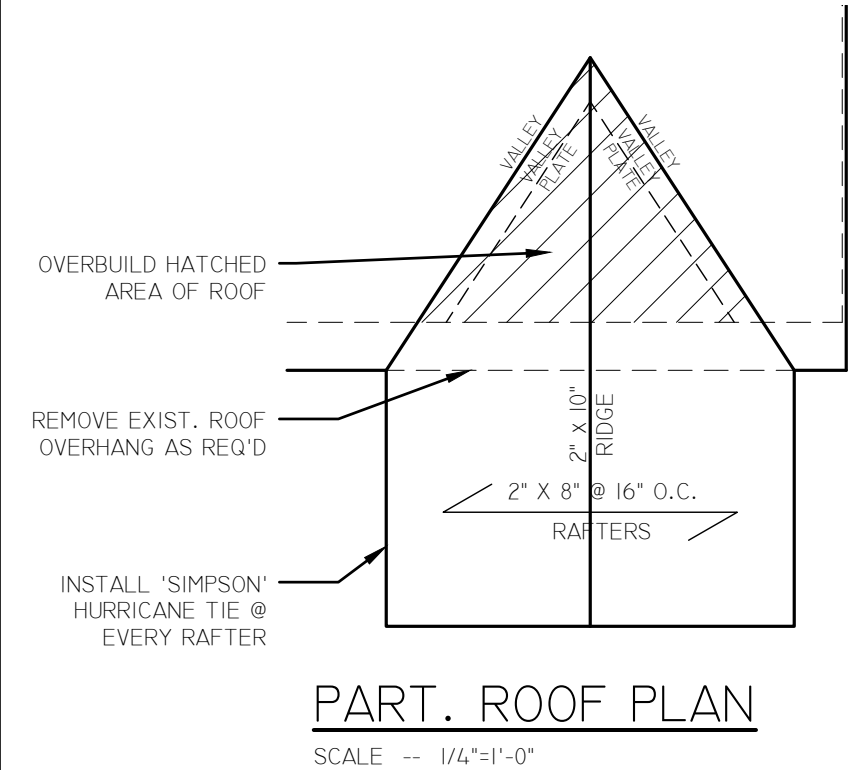 VALLEY
VALLEY
PLATE
VALLEY
VALLEY
PLATE
OVERBUILD HATCHED
AREA OF ROOF
REMOVE EXIST. ROOF
OVERHANG AS REQ'D
2" X 10"
RIDGE
2" X 8" @ 16" O.C.
RAFTERS
INSTALL 'SIMPSON'
HURRICANE TIE @
EVERY RAFTER
PART. ROOF PLAN
SCALE -- 1/4"=1'-0"